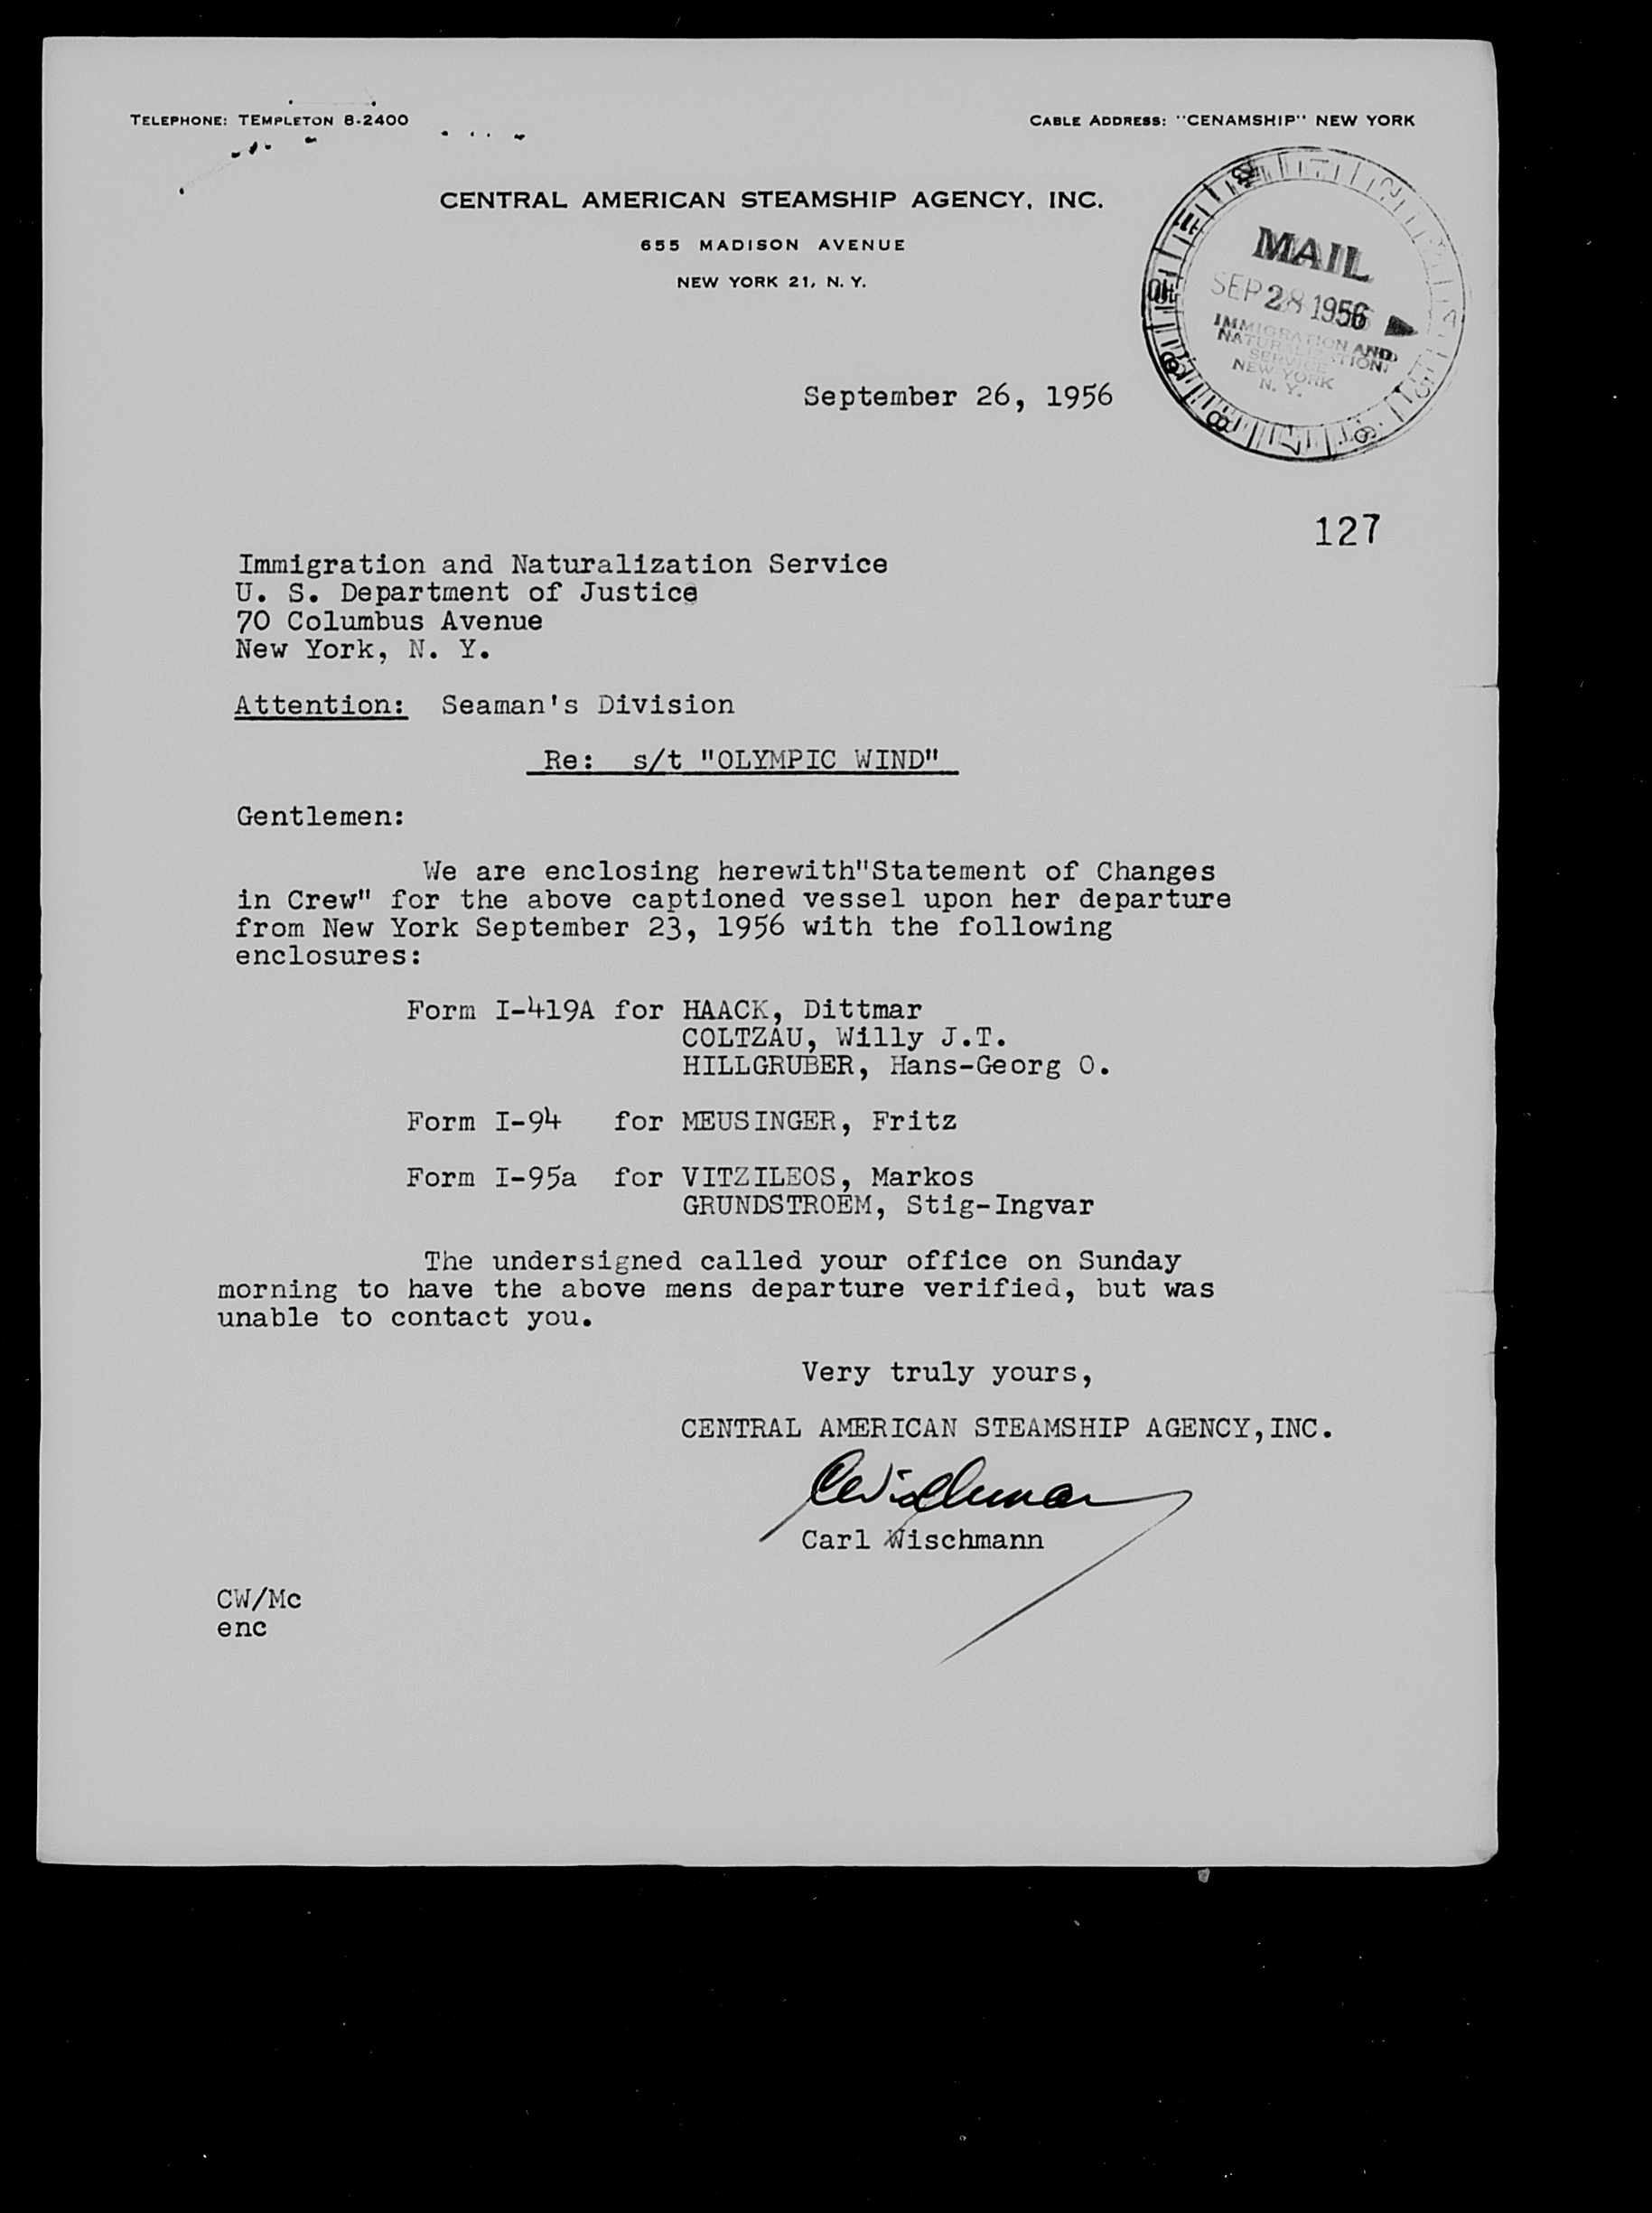 TELEPHONE: TEMPLETON 8-2400
CABLE ADDRESS: "CENAMSHIP" NEW YORK
CENTRAL AMERICAN STEAMSHIP AGENCY, INC.
655 MADISON AVENUE
NEW YORK 21, N. Y.
MAIL
SEP 28 1956
IMMIGRATION AND
NATURALIZATION
SERVICE
NEW YORK
N. Y.
September 26, 1956
127
Immigration and Naturalization Service
U. S. Department of Justice
70 Columbus Avenue
New York, N. Y.
Attention: Seaman's Division
Re: s/t "OLYMPIC WIND"
Gentlemen:
We are enclosing herewith"Statement of Changes
in Crew" for the above captioned vessel upon her departure
from New York September 23, 1956 with the following
enclosures:
Form I-419A for HAACK, Dittmar
COLTZAU, Willy J.T.
HILLGRUBER, Hans-Georg O.
Form I-94 for MEUSINGER, Fritz
Form I-95a for VITZILEOS, Markos
GRUNDSTROEM, Stig-Ingvar
The undersigned called your office on Sunday
morning to have the above mens departure verified, but was
unable to contact you.
Very truly yours,
CENTRAL AMERICAN STEAMSHIP AGENCY,INC.
CWischmann
Carl Wischmann
CW/Mc
enc